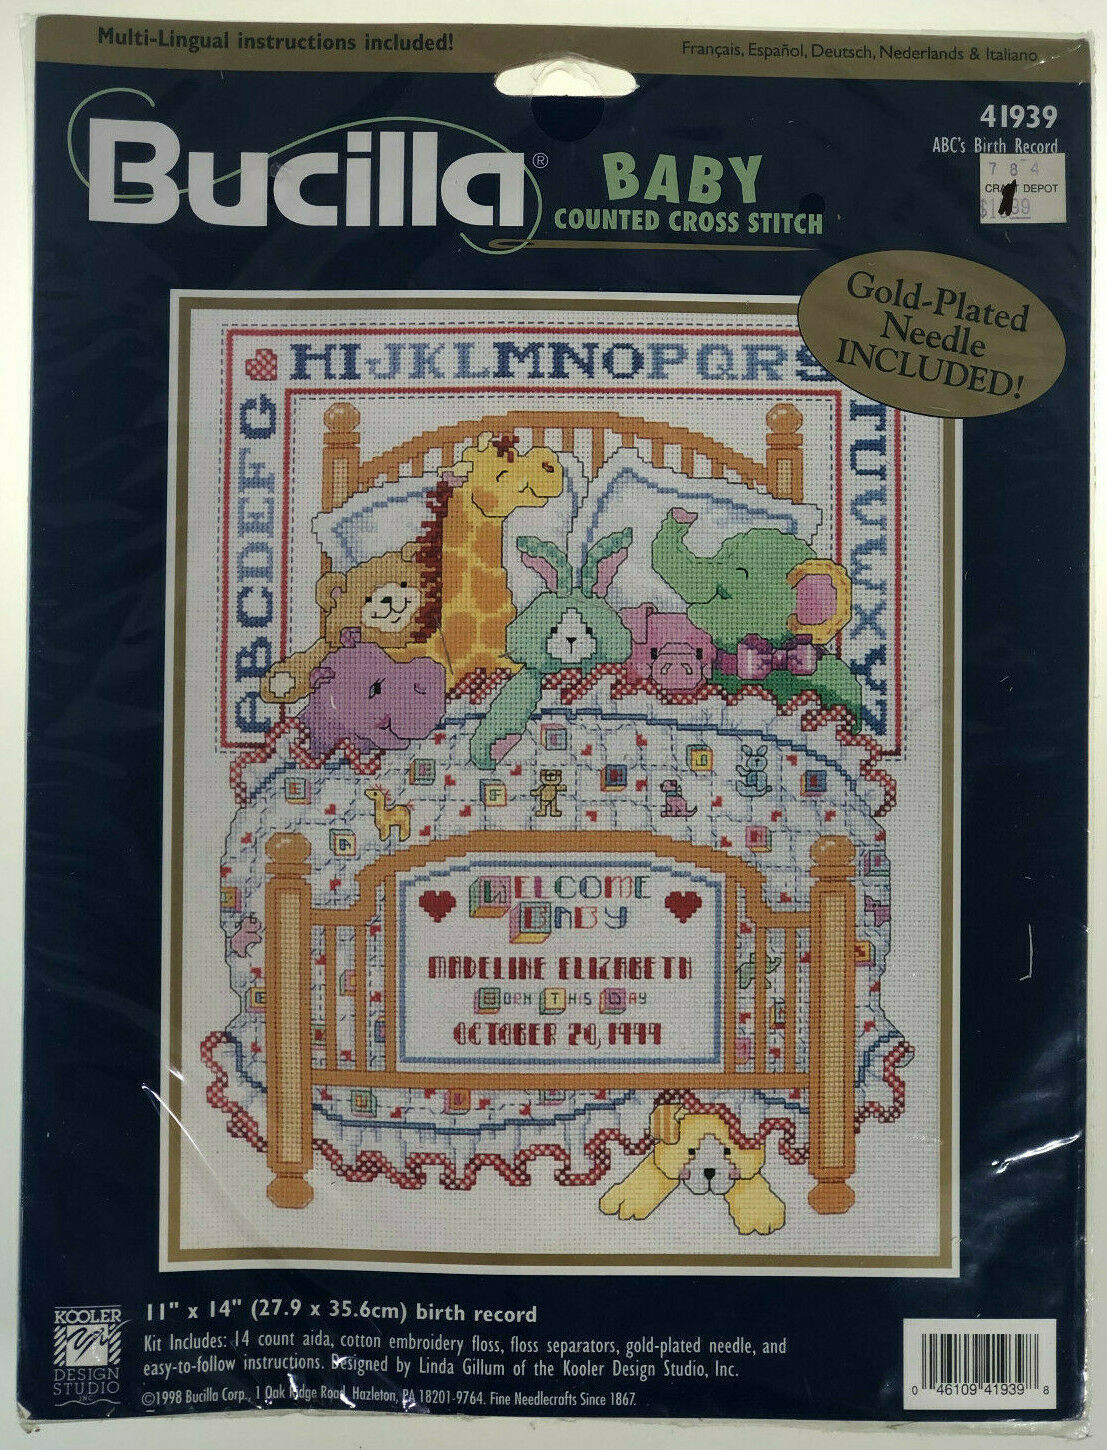 Multi-Lingual instructions included!
Français, Español, Deutsch, Nederlands & Italiano
Bucilla®
BABY
COUNTED CROSS STITCH
41939
ABC's Birth Record
784
DEPOT
Gold-Plated
Needle
INCLUDED!
HIJKLMNOPQRS
ABCDEFG
TUVWXYZ
WELCOME
BABY
MADELINE ELIZABETH
BORN THIS DAY
OCTOBER 20, 1999
KOOLER
DESIGN
STUDIO
INC.
11" x 14" (27.9 x 35.6cm) birth record
Kit Includes: 14 count aida, cotton embroidery floss, floss separators, gold-plated needle, and
easy-to-follow instructions. Designed by Linda Gillum of the Kooler Design Studio, Inc.
©1998 Bucilla Corp., 1 Oak Ridge Road, Hazleton, PA 18201-9764. Fine Needlecrafts Since 1867.
0 46109 41939 8